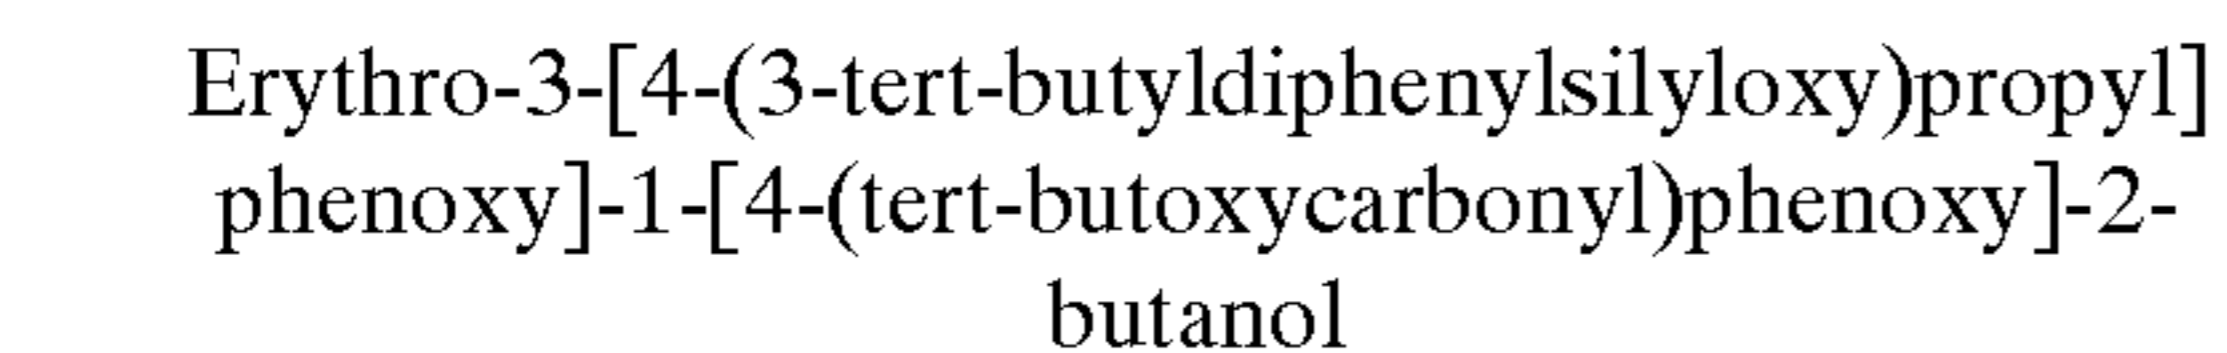 Erythro-3-[4-(3-tert-butyldiphenylsilyloxy)propyl]
phenoxy]-1-[4-(tert-butoxycarbonyl)phenoxy]-2-
butanol